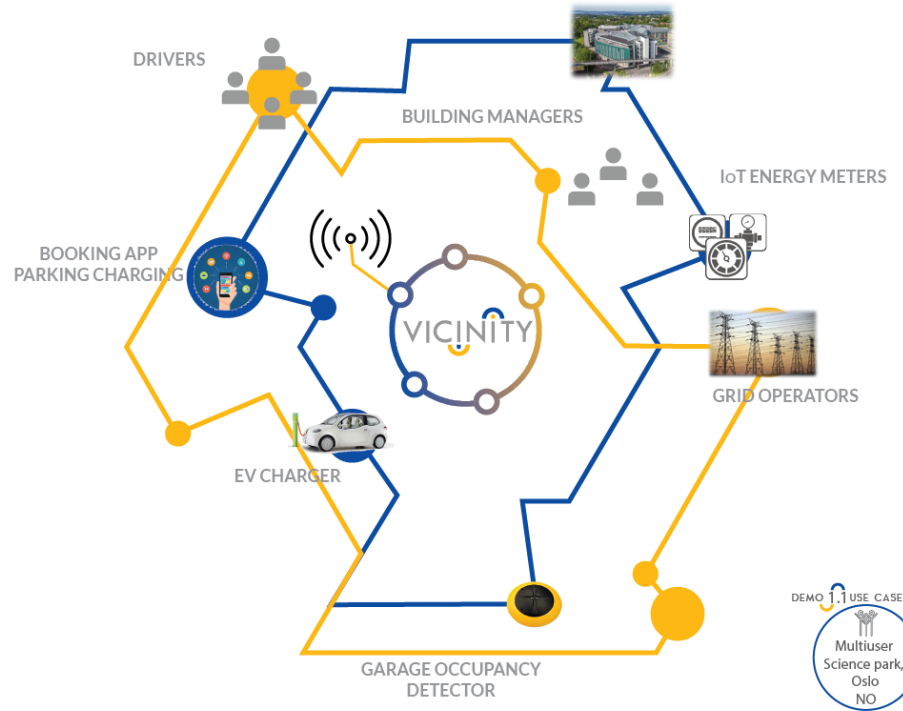 DRIVERS
BUILDING MANAGERS
IoT ENERGY METERS
BOOKING APP
PARKING CHARGING
VICINITY
GRID OPERATORS
EV CHARGER
GARAGE OCCUPANCY
DETECTOR
DEMO 1.1 USE CASE
Multiuser
Science park,
Oslo
NO